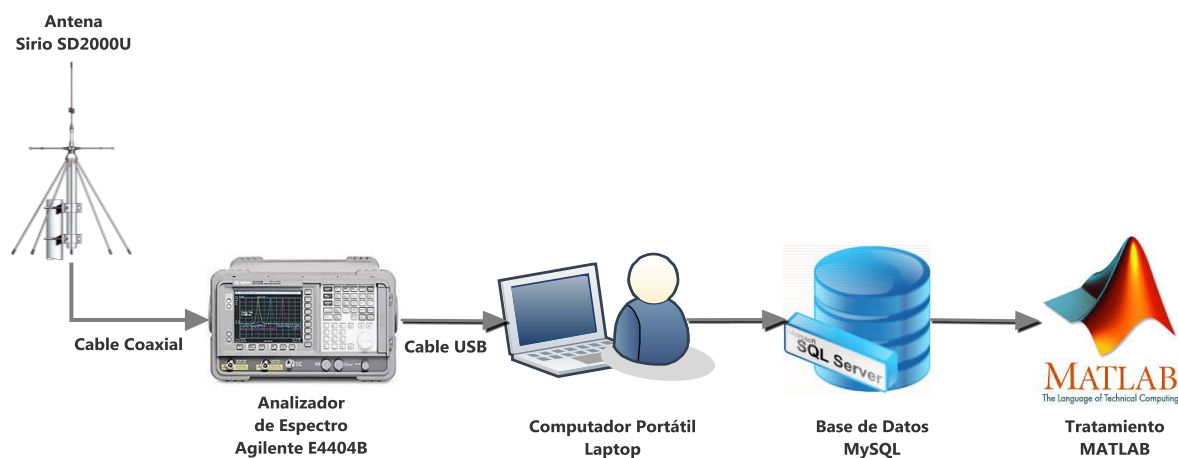 Antena
Sirio SD2000U
Cable Coaxial
Analizador
de Espectro
Agilente E4404B
Cable USB
Computador Portátil
Laptop
Microsoft
SQL Server
Base de Datos
MySQL
MATLAB
The Language of Technical Computing
Tratamiento
MATLAB